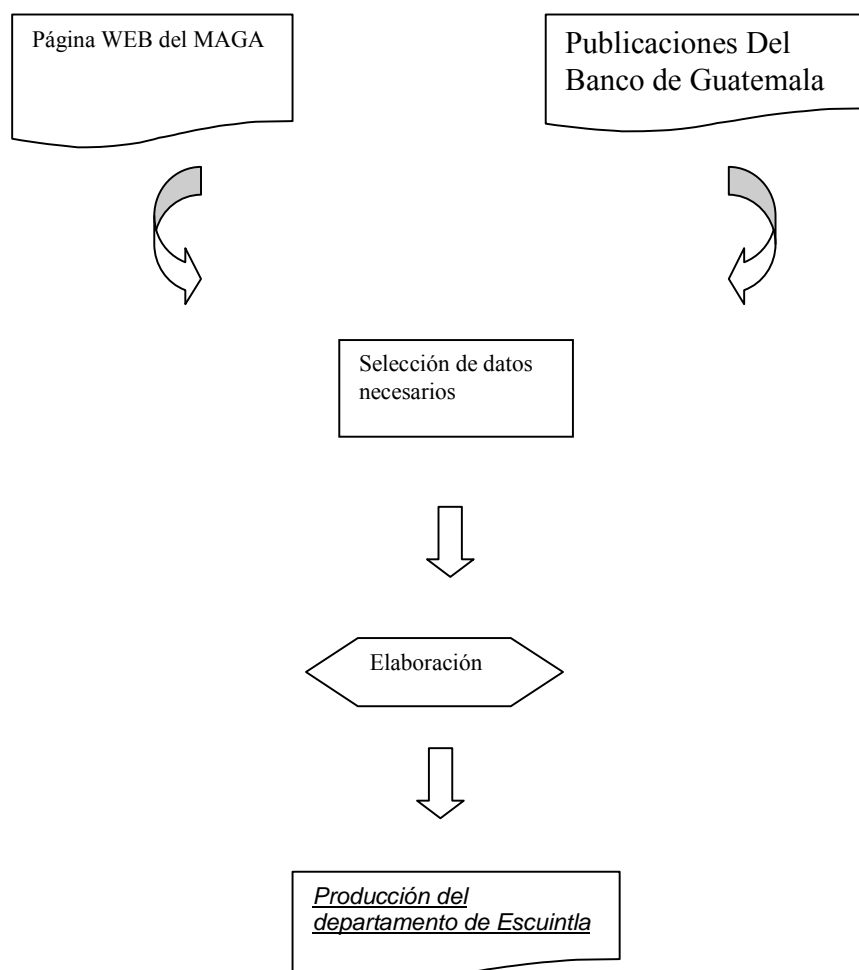 Página WEB del MAGA
Publicaciones Del
Banco de Guatemala
Selección de datos
necesarios
Elaboración
Producción del
departamento de Escuintla